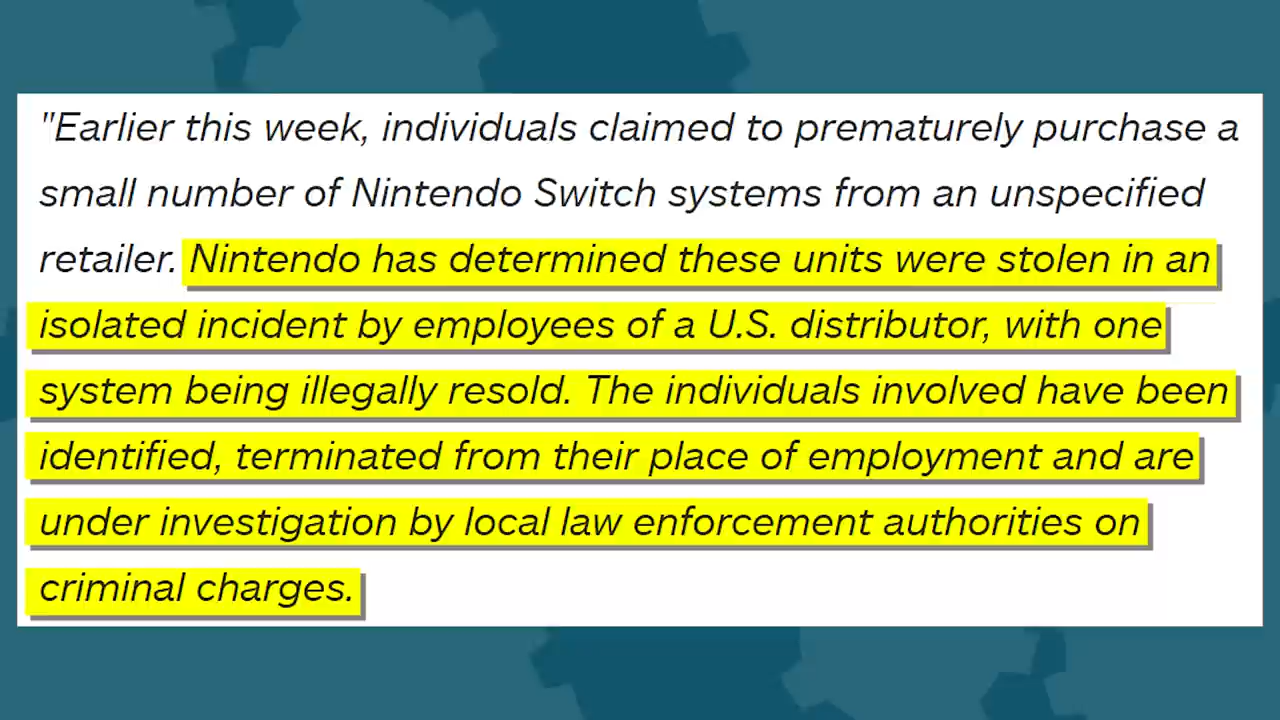 "Earlier this week, individuals claimed to prematurely purchase a
small number of Nintendo Switch systems from an unspecified
retailer. Nintendo has determined these units were stolen in an
isolated incident by employees of a U.S. distributor, with one
system being illegally resold. The individuals involved have been
identified, terminated from their place of employment and are
under investigation by local law enforcement authorities on
criminal charges.